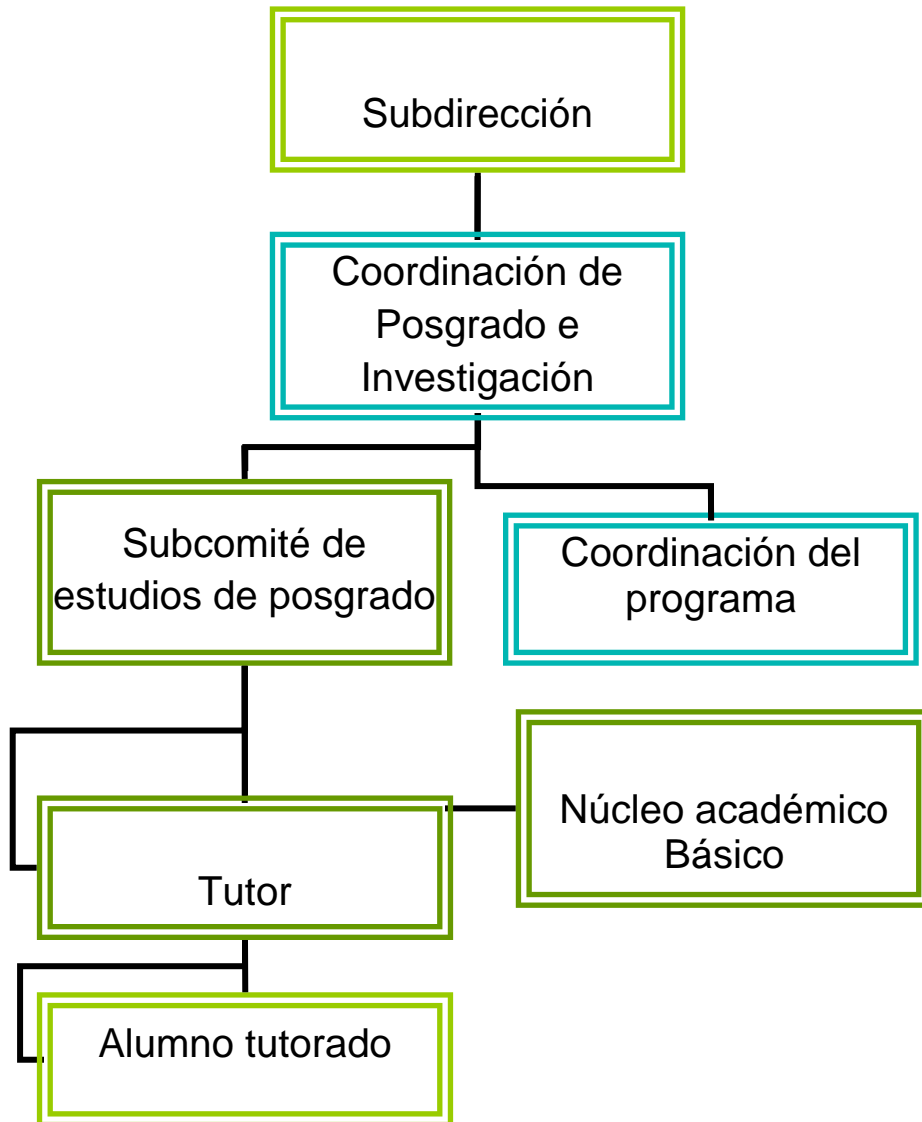 Subdirección
Coordinación de
Posgrado e
Investigación
Subcomité de
estudios de posgrado
Coordinación del
programa
Núcleo académico
Básico
Tutor
Alumno tutorado